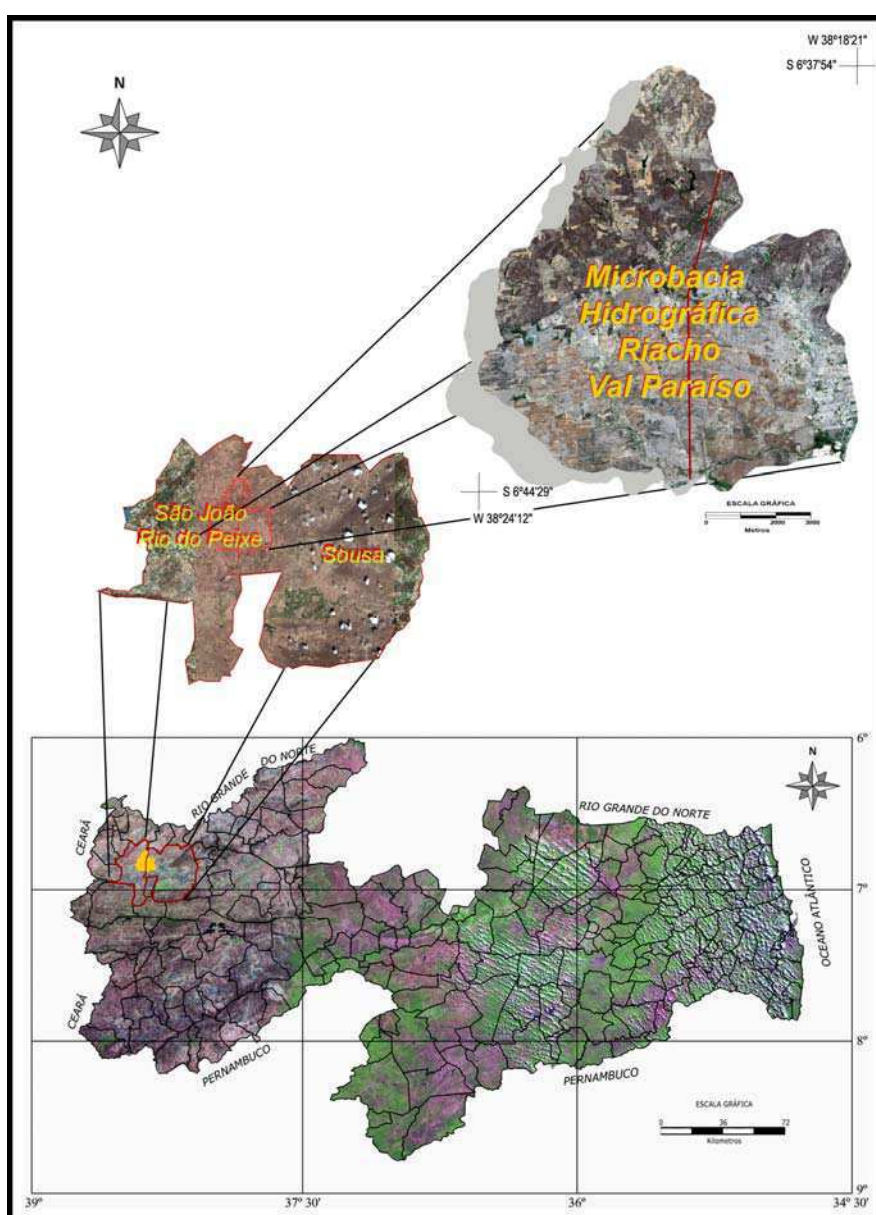 W 38°18'21"
S 6°37'54"
N
Microbacia
Hidrográfica
Riacho
Val Paraíso
São João
Rio do Peixe
Sousa
S 6°44'29"
W 38°24'12"
ESCALA GRÁFICA
0 2000 3000
Metros
6°
N
RIO GRANDE DO NORTE
RIO GRANDE DO NORTE
CEARÁ
7°
OCEANO ATLÂNTICO
CEARÁ
8°
PERNAMBUCO
PERNAMBUCO
ESCALA GRÁFICA
0 36 72
Kilometros
9°
39° 37° 30' 36° 34° 30'